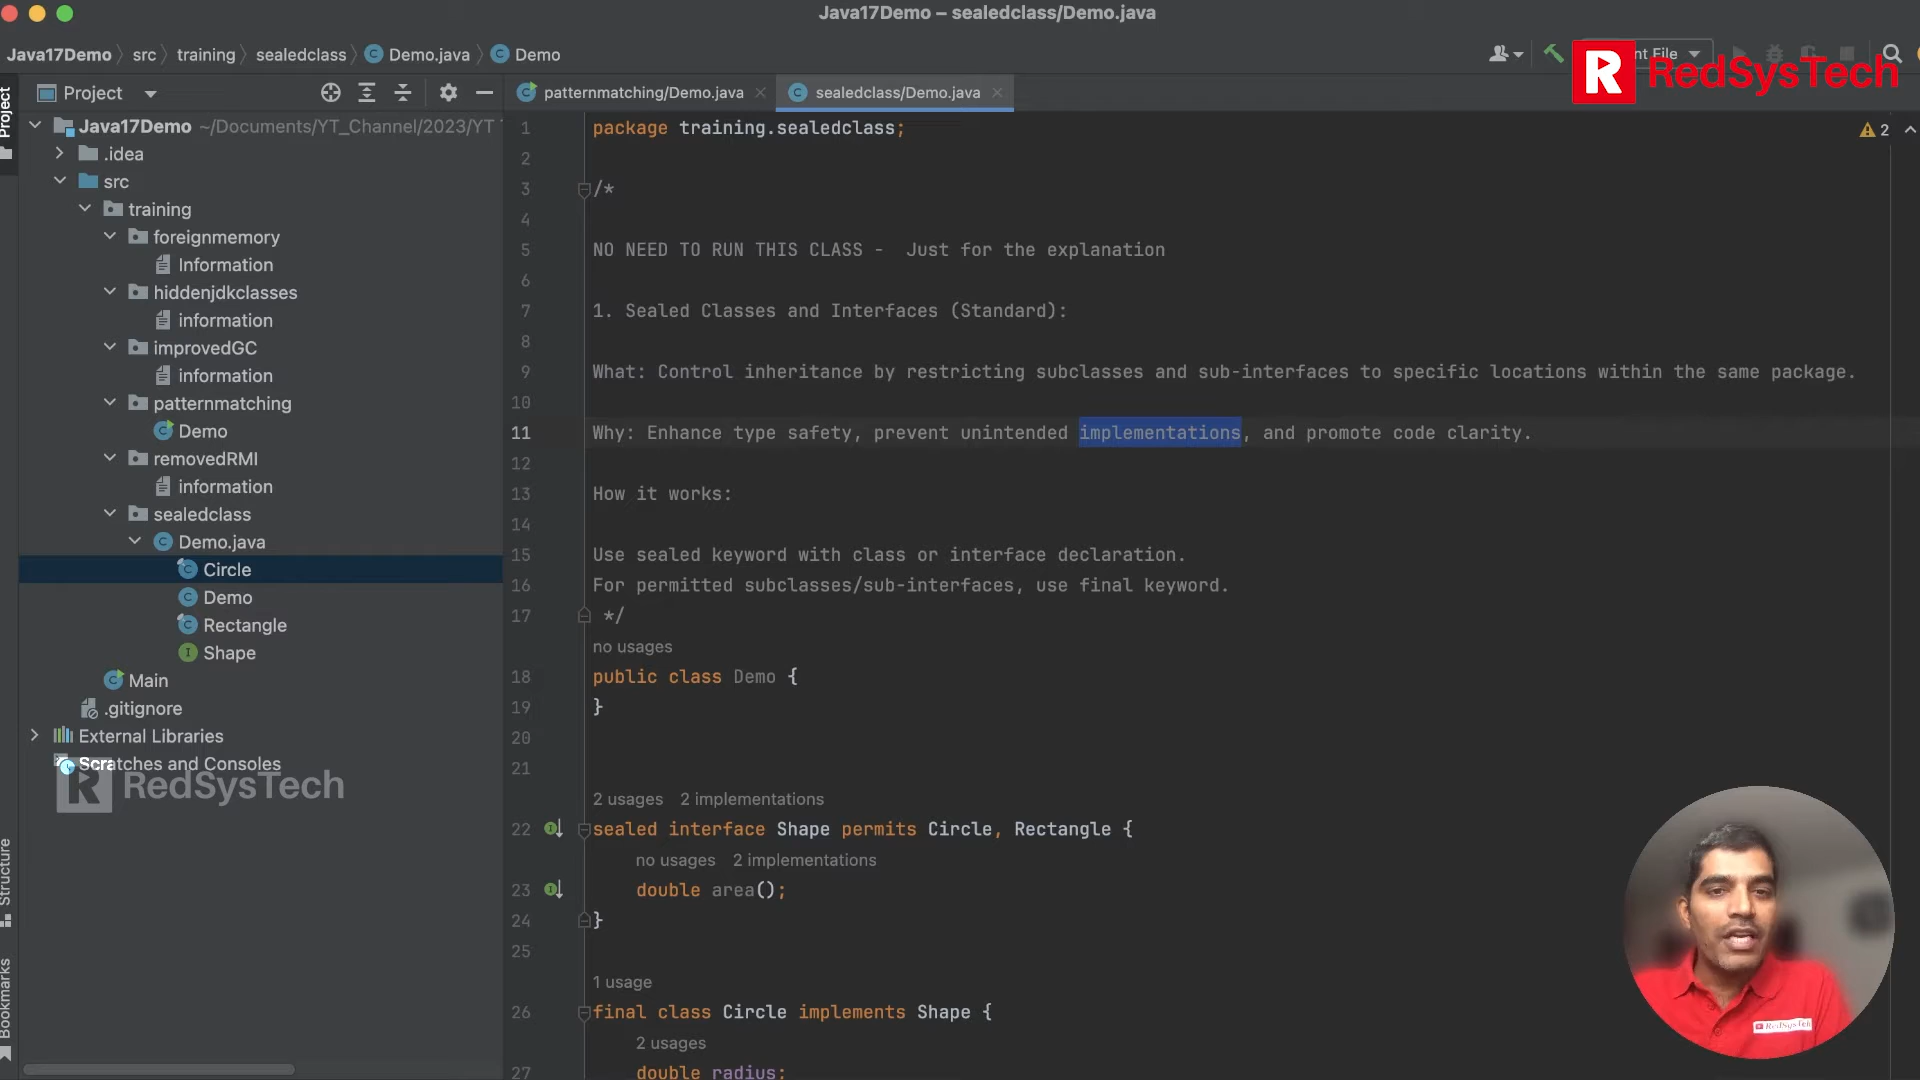 Java17Demo – sealedclass/Demo.java
Java17Demo src training sealedclass Demo.java Demo
nt File
RedSysTech
Project
Project
patternmatching/Demo.java
sealedclass/Demo.java
Java17Demo ~/Documents/YT_Channel/2023/YT
.idea
src
training
foreignmemory
Information
hiddenjdkclasses
information
improvedGC
information
patternmatching
Demo
removedRMI
information
sealedclass
Demo.java
Circle
Demo
Rectangle
Shape
Main
.gitignore
External Libraries
Scratches and Consoles
RedSysTech
Structure
Bookmarks
2
1 package training.sealedclass;
2
3 /*
4
5 NO NEED TO RUN THIS CLASS - Just for the explanation
6
7 1. Sealed Classes and Interfaces (Standard):
8
9 What: Control inheritance by restricting subclasses and sub-interfaces to specific locations within the same package.
10
11 Why: Enhance type safety, prevent unintended implementations, and promote code clarity.
12
13 How it works:
14
15 Use sealed keyword with class or interface declaration.
16 For permitted subclasses/sub-interfaces, use final keyword.
17 */
no usages
18 public class Demo {
19 }
20
21
2 usages 2 implementations
22 sealed interface Shape permits Circle, Rectangle {
no usages 2 implementations
23 double area();
24 }
25
1 usage
26 final class Circle implements Shape {
2 usages
27 double radius;
RedSysTech